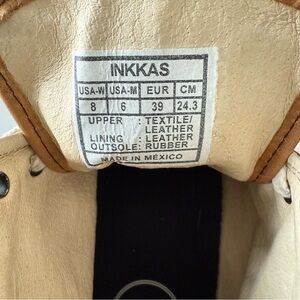 INKKAS
USA-W USA-M EUR CM
8 6 39 24.3
UPPER : TEXTILE/
LEATHER
LINING : LEATHER
OUTSOLE: RUBBER
MADE IN MÉXICO